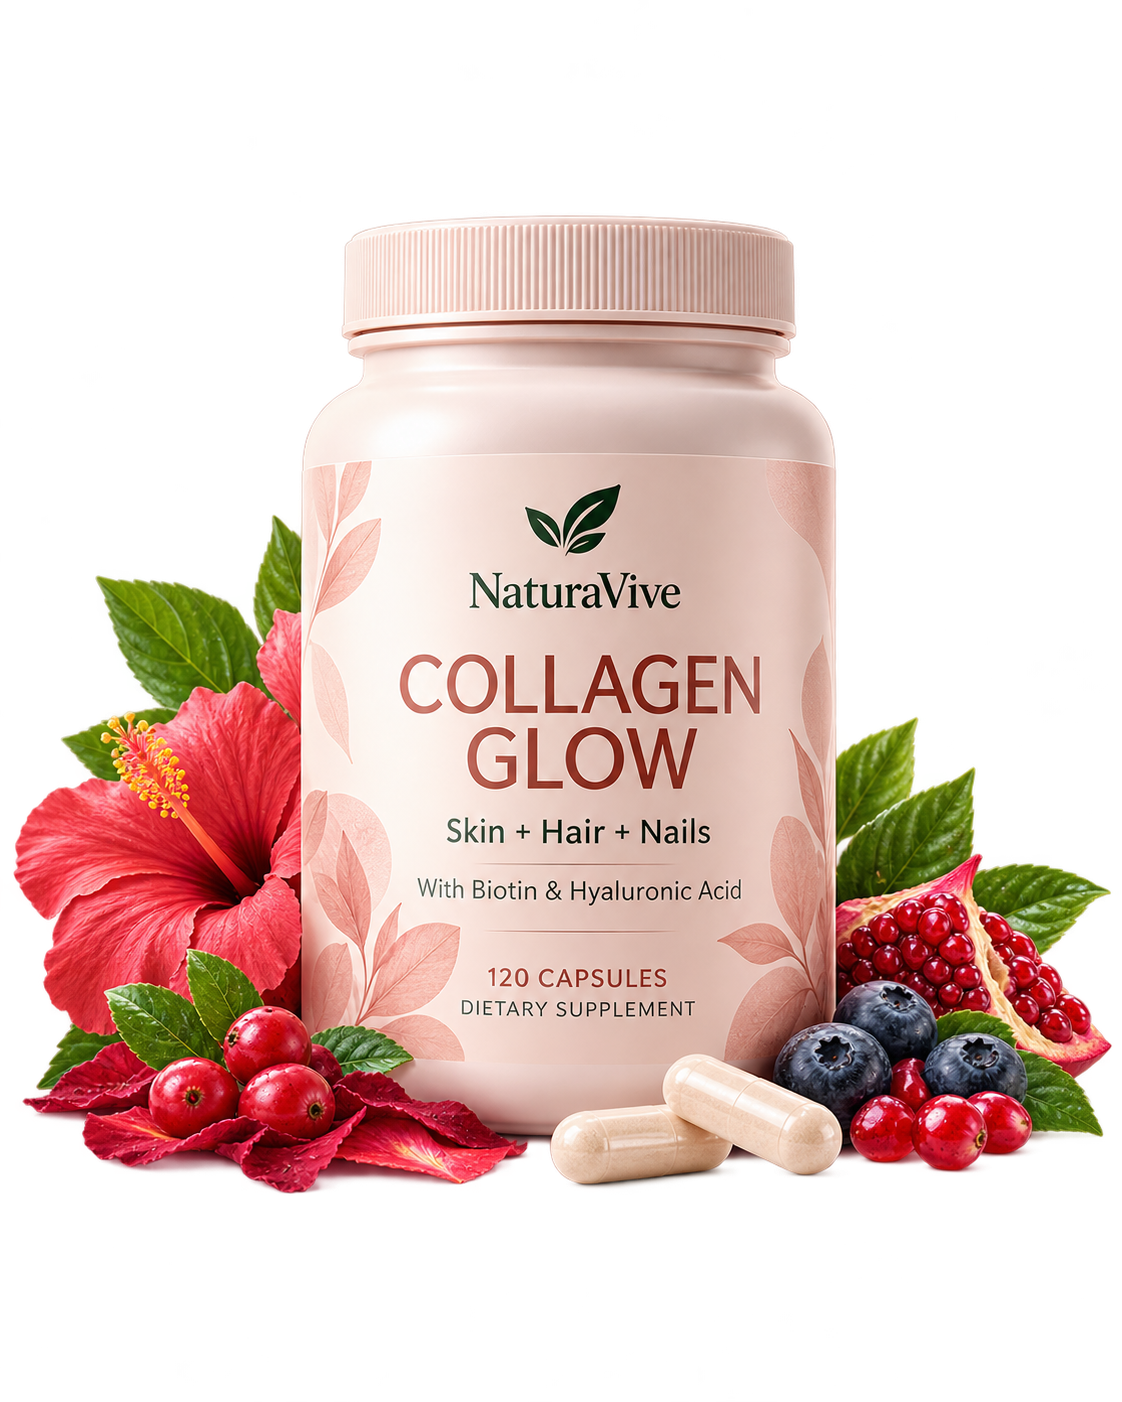 NaturaVive
COLLAGEN
GLOW
Skin + Hair + Nails
With Biotin & Hyaluronic Acid
120 CAPSULES
DIETARY SUPPLEMENT